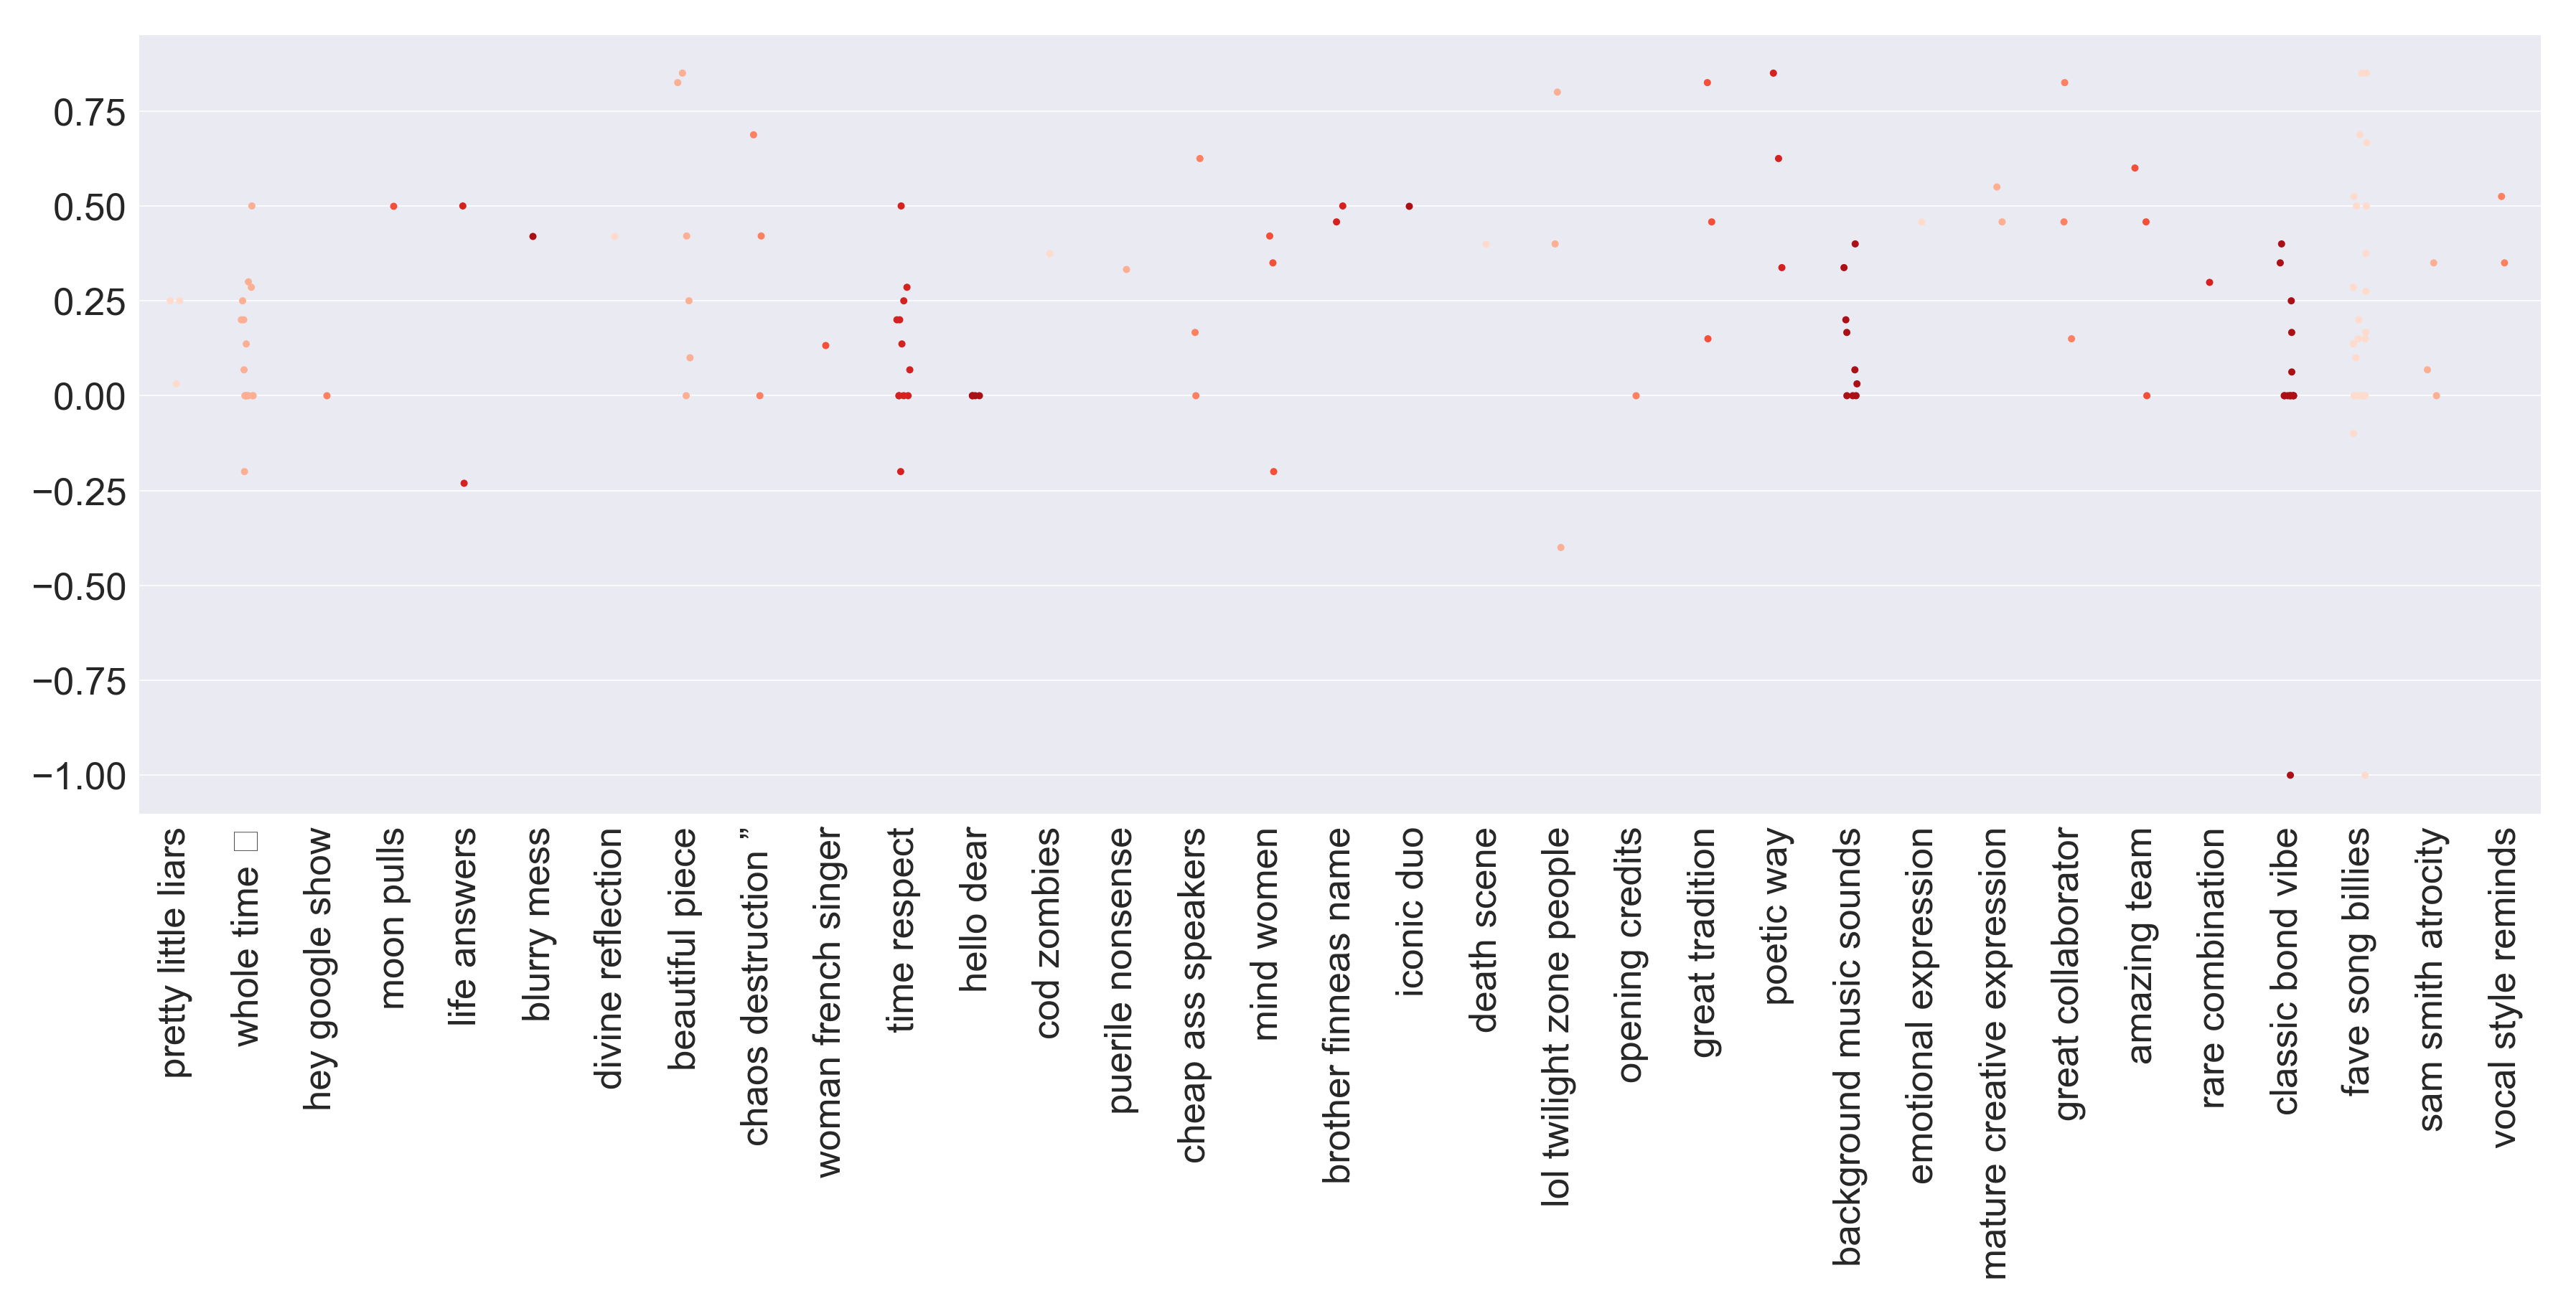 0.75
0.50
0.25
0.00
−0.25
−0.50
−0.75
−1.00
pretty little liars
whole time □
hey google show
moon pulls
life answers
blurry mess
divine reflection
beautiful piece
chaos destruction ”
woman french singer
time respect
hello dear
cod zombies
puerile nonsense
cheap ass speakers
mind women
brother finneas name
iconic duo
death scene
lol twilight zone people
opening credits
great tradition
poetic way
background music sounds
emotional expression
mature creative expression
great collaborator
amazing team
rare combination
classic bond vibe
fave song billies
sam smith atrocity
vocal style reminds